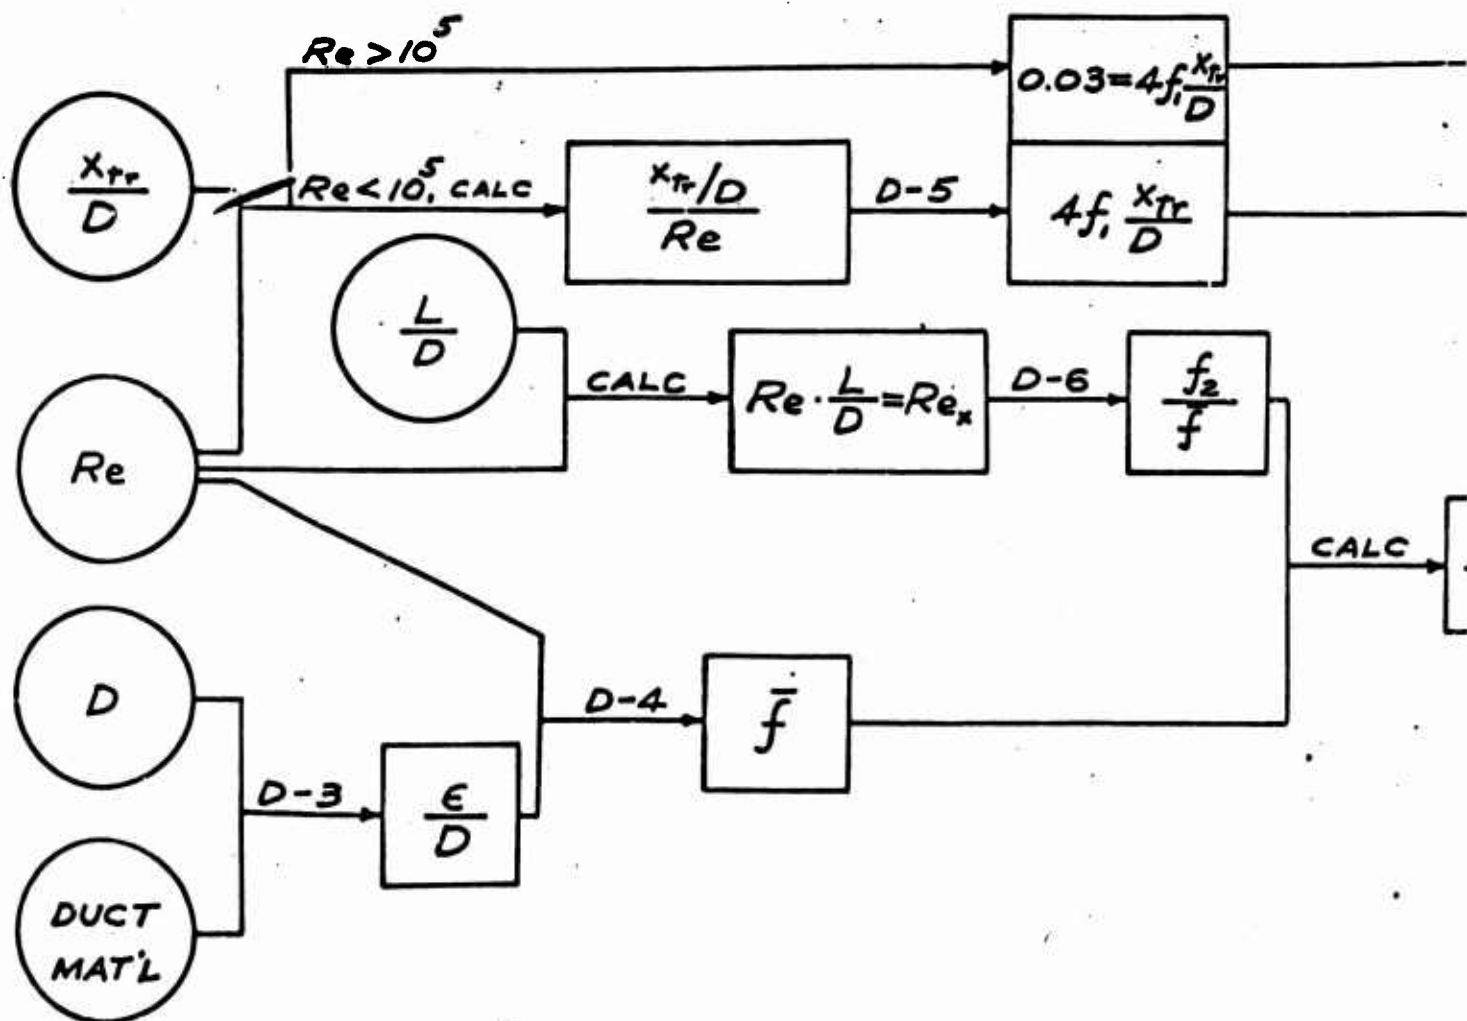 Re > 10^5
0.03 = 4f₁ x_Tr/D
x_Tr/D
Re < 10^5, CALC
x_Tr/D / Re
D-5
4f₁ x_Tr/D
L/D
CALC
Re · L/D = Re_x
D-6
f₂/f̄
Re
CALC
D
D-4
f̄
D-3
ε/D
DUCT
MAT'L